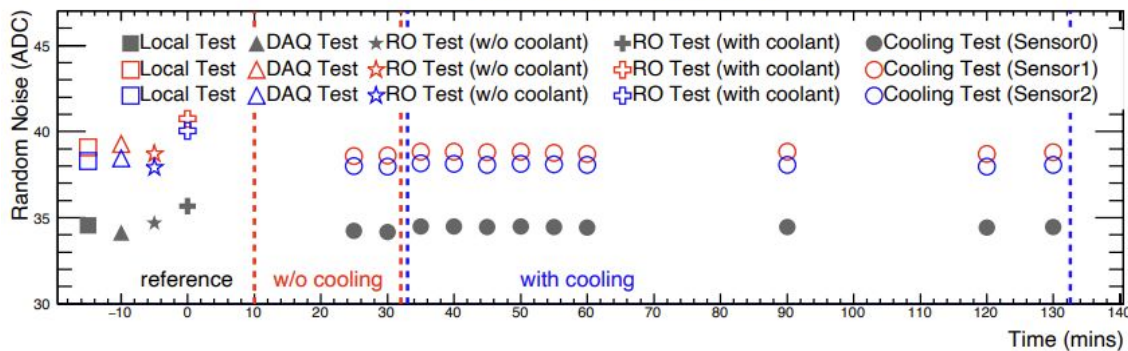 Random Noise (ADC)
45
40
35
30
Local Test DAQ Test RO Test (w/o coolant) RO Test (with coolant) Cooling Test (Sensor0)
Local Test DAQ Test RO Test (w/o coolant) RO Test (with coolant) Cooling Test (Sensor1)
Local Test DAQ Test RO Test (w/o coolant) RO Test (with coolant) Cooling Test (Sensor2)
reference w/o cooling with cooling
−10 0 10 20 30 40 50 60 70 80 90 100 110 120 130 140
Time (mins)